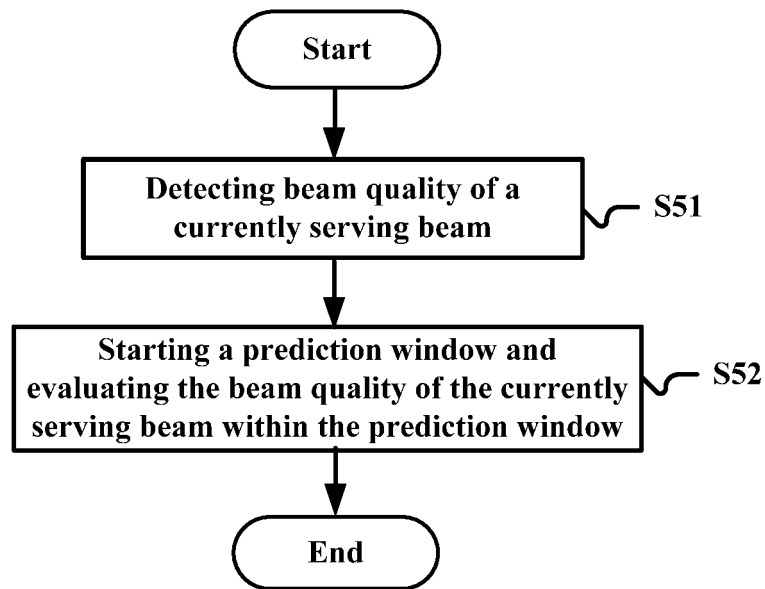 Start
Detecting beam quality of a
currently serving beam
S51
Starting a prediction window and
evaluating the beam quality of the currently
serving beam within the prediction window
S52
End